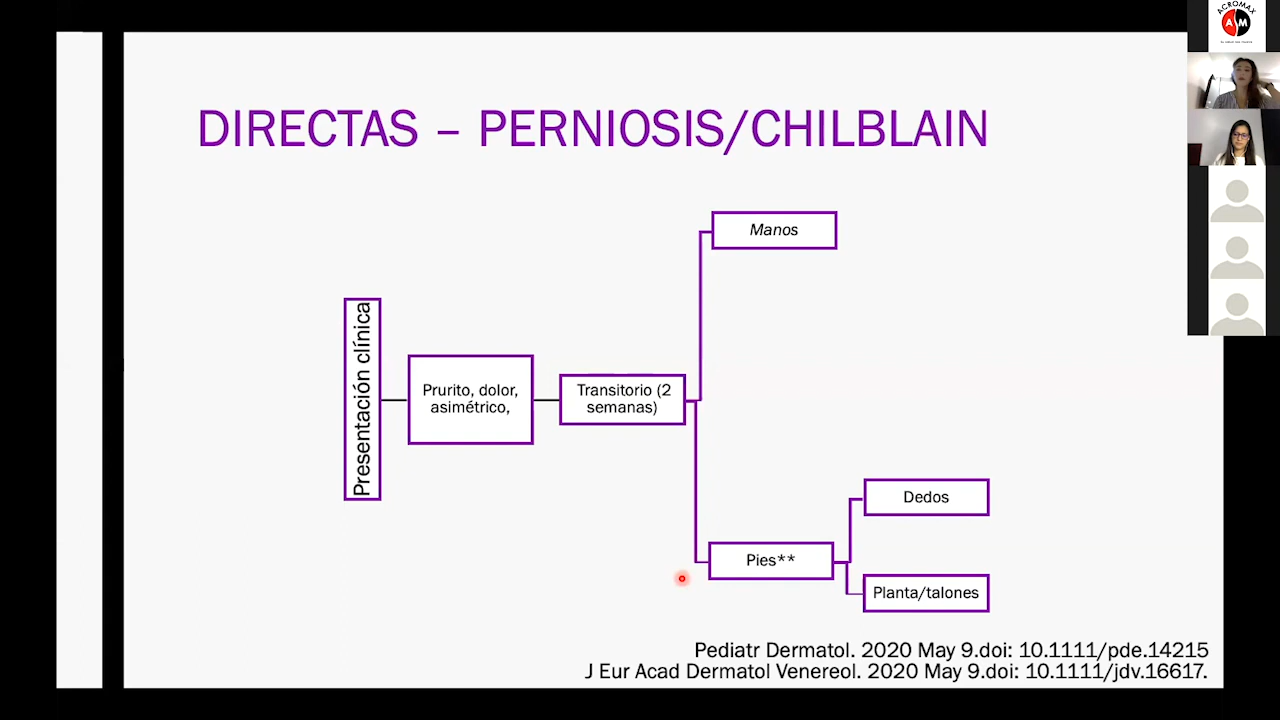 DIRECTAS – PERNIOSIS/CHILBLAIN
Presentación clínica
Prurito, dolor,
asimétrico,
Transitorio (2
semanas)
Manos
Pies**
Dedos
Planta/talones
Pediatr Dermatol. 2020 May 9.doi: 10.1111/pde.14215
J Eur Acad Dermatol Venereol. 2020 May 9.doi: 10.1111/jdv.16617.
ACROMAX
AM